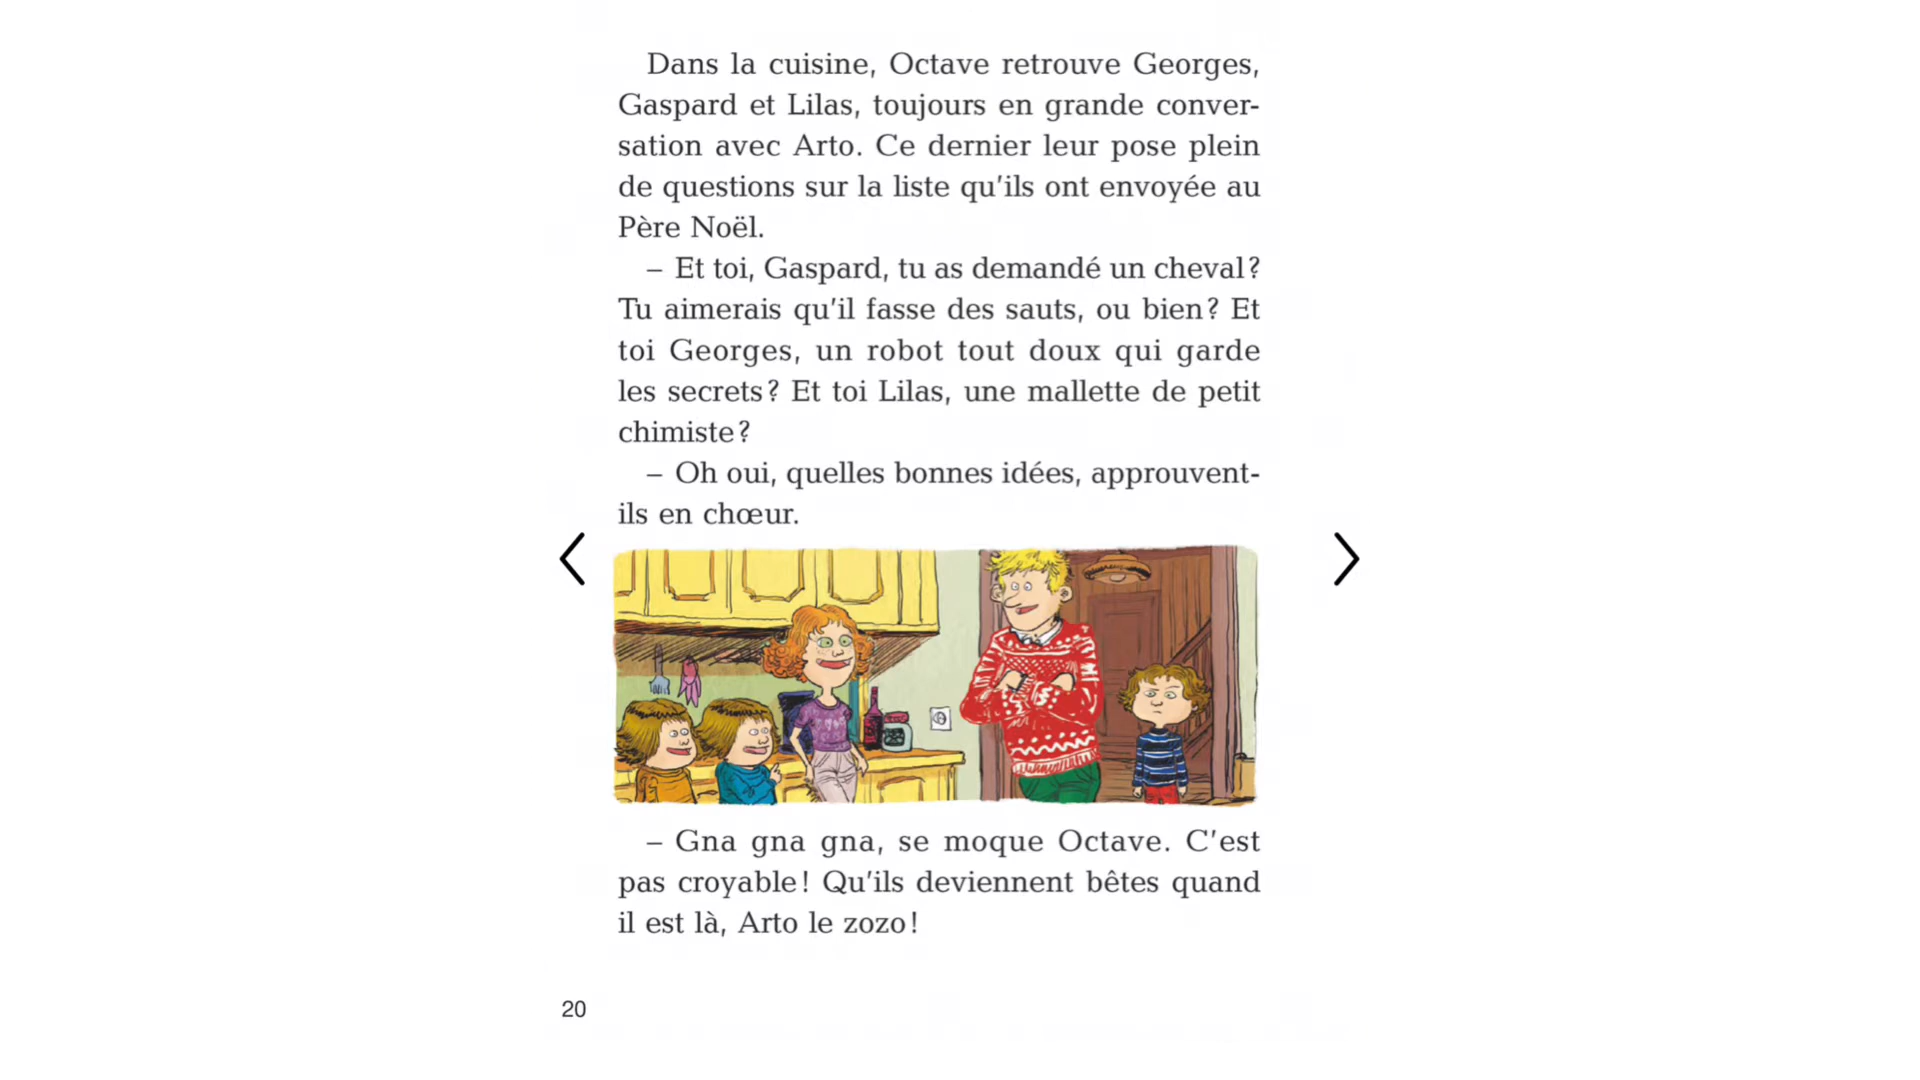 Dans la cuisine, Octave retrouve Georges,
Gaspard et Lilas, toujours en grande conver-
sation avec Arto. Ce dernier leur pose plein
de questions sur la liste qu’ils ont envoyée au
Père Noël.
– Et toi, Gaspard, tu as demandé un cheval ?
Tu aimerais qu’il fasse des sauts, ou bien ? Et
toi Georges, un robot tout doux qui garde
les secrets ? Et toi Lilas, une mallette de petit
chimiste ?
– Oh oui, quelles bonnes idées, approuvent-
ils en chœur.
– Gna gna gna, se moque Octave. C’est
pas croyable ! Qu’ils deviennent bêtes quand
il est là, Arto le zozo !
20